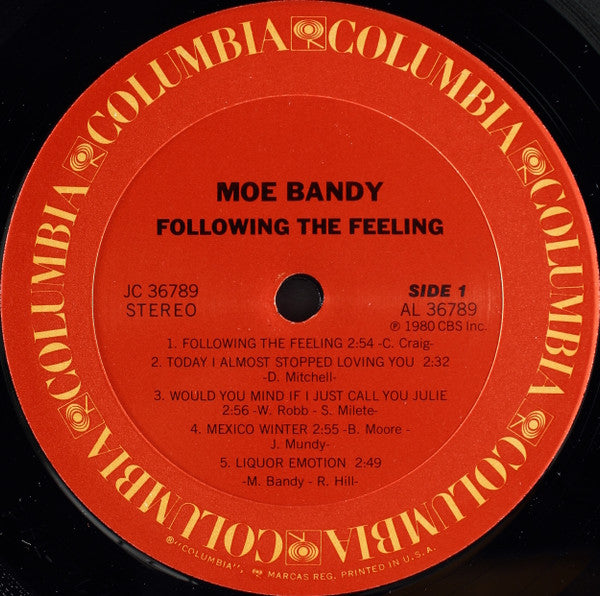 COLUMBIA COLUMBIA COLUMBIA COLUMBIA COLUMBIA COLUMBIA
MOE BANDY
FOLLOWING THE FEELING
JC 36789
STEREO
SIDE 1
AL 36789
℗ 1980 CBS Inc.
1. FOLLOWING THE FEELING 2:54 -C. Craig-
2. TODAY I ALMOST STOPPED LOVING YOU 2:32
-D. Mitchell-
3. WOULD YOU MIND IF I JUST CALL YOU JULIE
2:56 -W. Robb - S. Milete-
4. MEXICO WINTER 2:55 -B. Moore -
J. Mundy-
5. LIQUOR EMOTION 2:49
-M. Bandy - R. Hill-
®"COLUMBIA", MARCAS REG. PRINTED IN U.S.A.